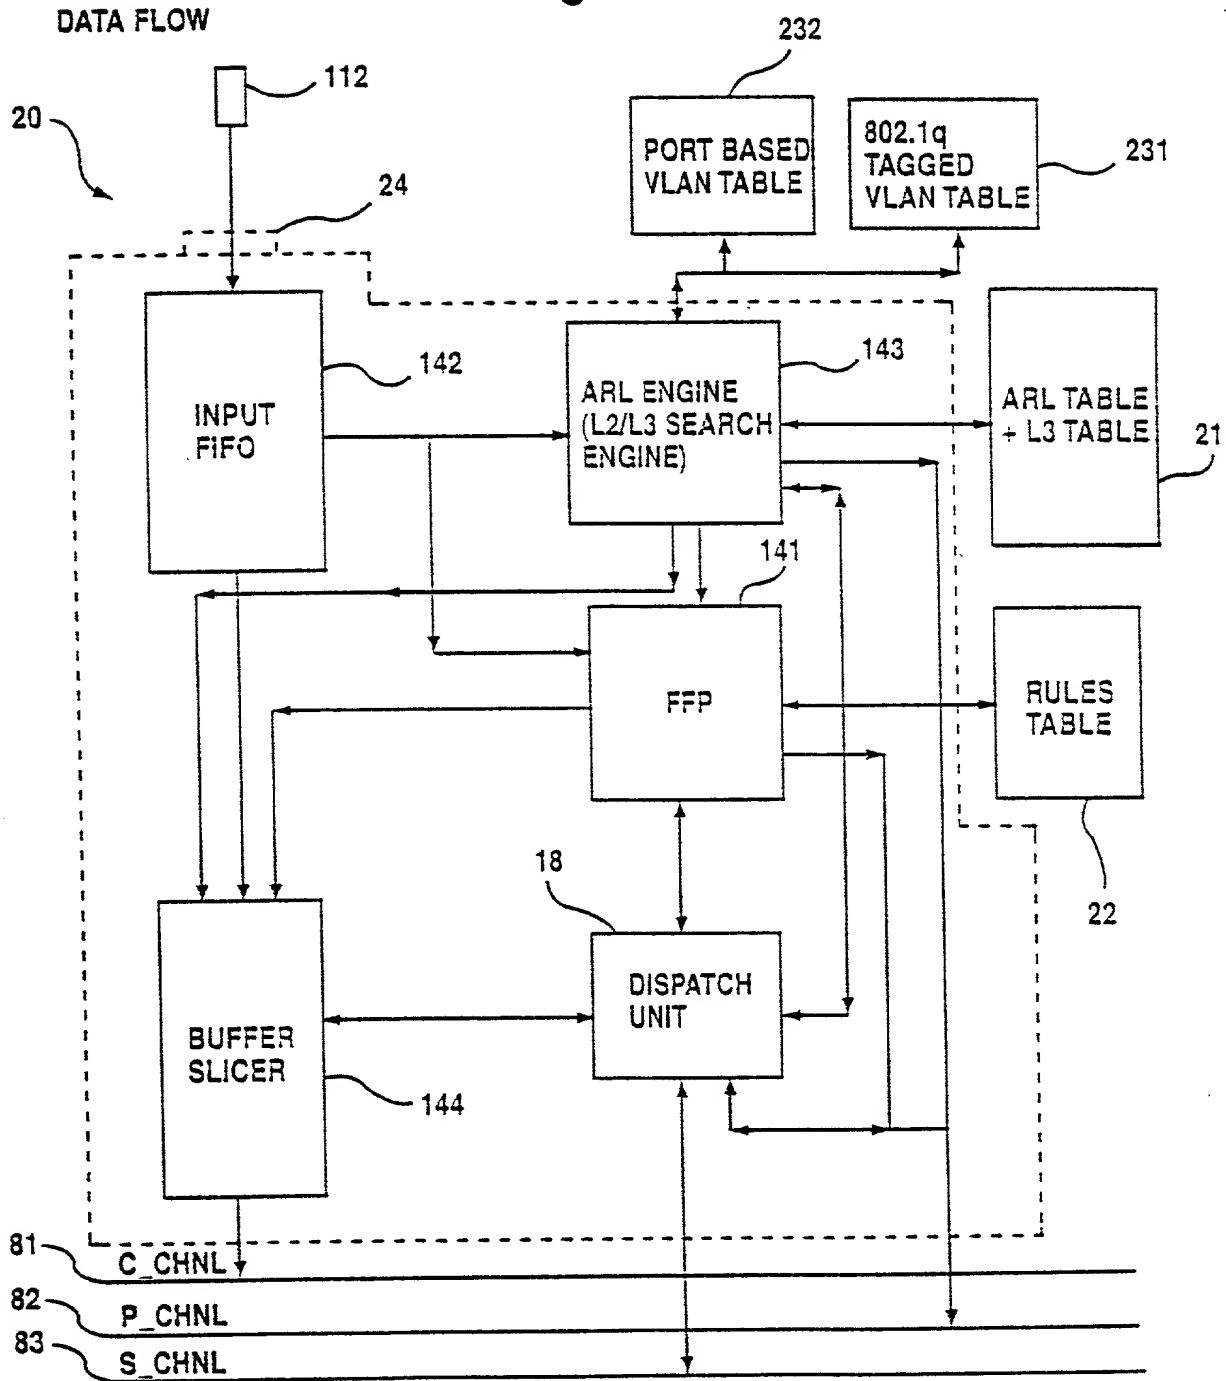 DATA FLOW
232
112
20
PORT BASED
VLAN TABLE
802.1q
TAGGED
VLAN TABLE
231
24
142
INPUT
FIFO
143
ARL ENGINE
(L2/L3 SEARCH
ENGINE)
ARL TABLE
+ L3 TABLE
21
141
FFP
RULES
TABLE
22
18
DISPATCH
UNIT
BUFFER
SLICER
144
81
C_CHNL
82
P_CHNL
83
S_CHNL